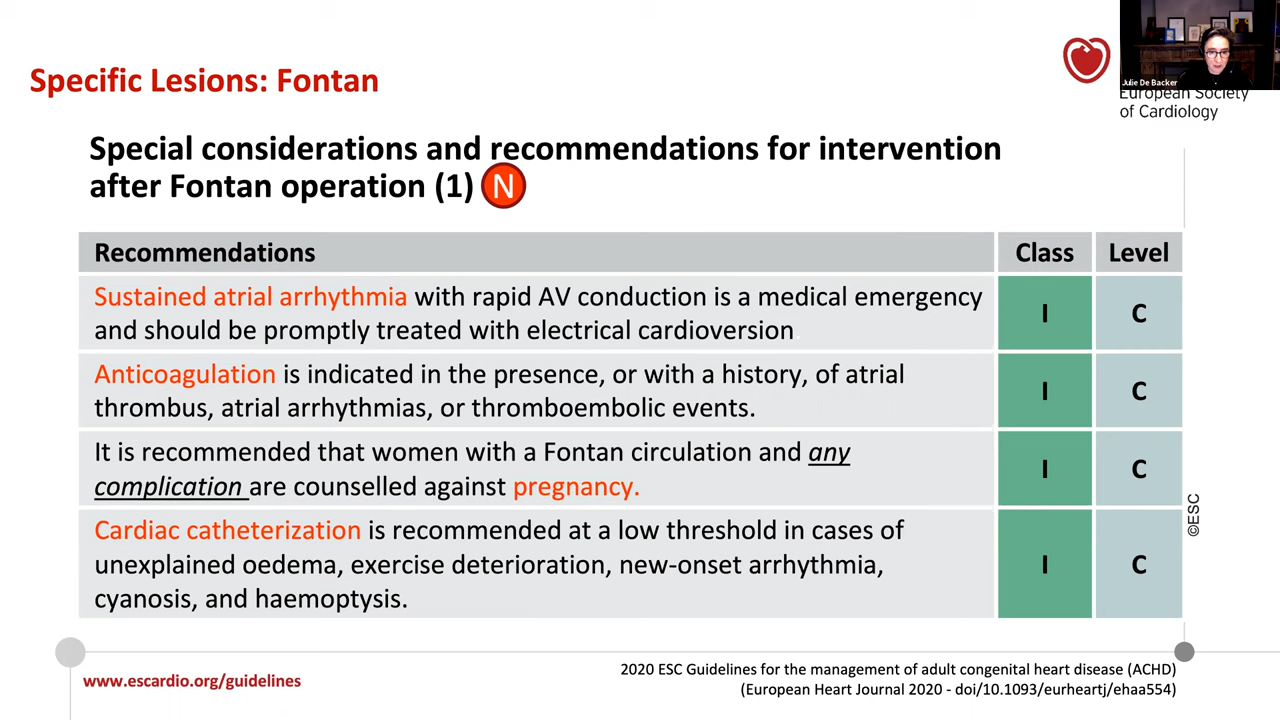 Specific Lesions: Fontan
Julie De Backer
European Society
of Cardiology
Special considerations and recommendations for intervention
after Fontan operation (1) N
Recommendations Class Level
Sustained atrial arrhythmia with rapid AV conduction is a medical emergency
and should be promptly treated with electrical cardioversion
I C
Anticoagulation is indicated in the presence, or with a history, of atrial
thrombus, atrial arrhythmias, or thromboembolic events.
I C
It is recommended that women with a Fontan circulation and any
complication are counselled against pregnancy.
I C
Cardiac catheterization is recommended at a low threshold in cases of
unexplained oedema, exercise deterioration, new-onset arrhythmia,
cyanosis, and haemoptysis.
I C
©ESC
www.escardio.org/guidelines
2020 ESC Guidelines for the management of adult congenital heart disease (ACHD)
(European Heart Journal 2020 - doi/10.1093/eurheartj/ehaa554)